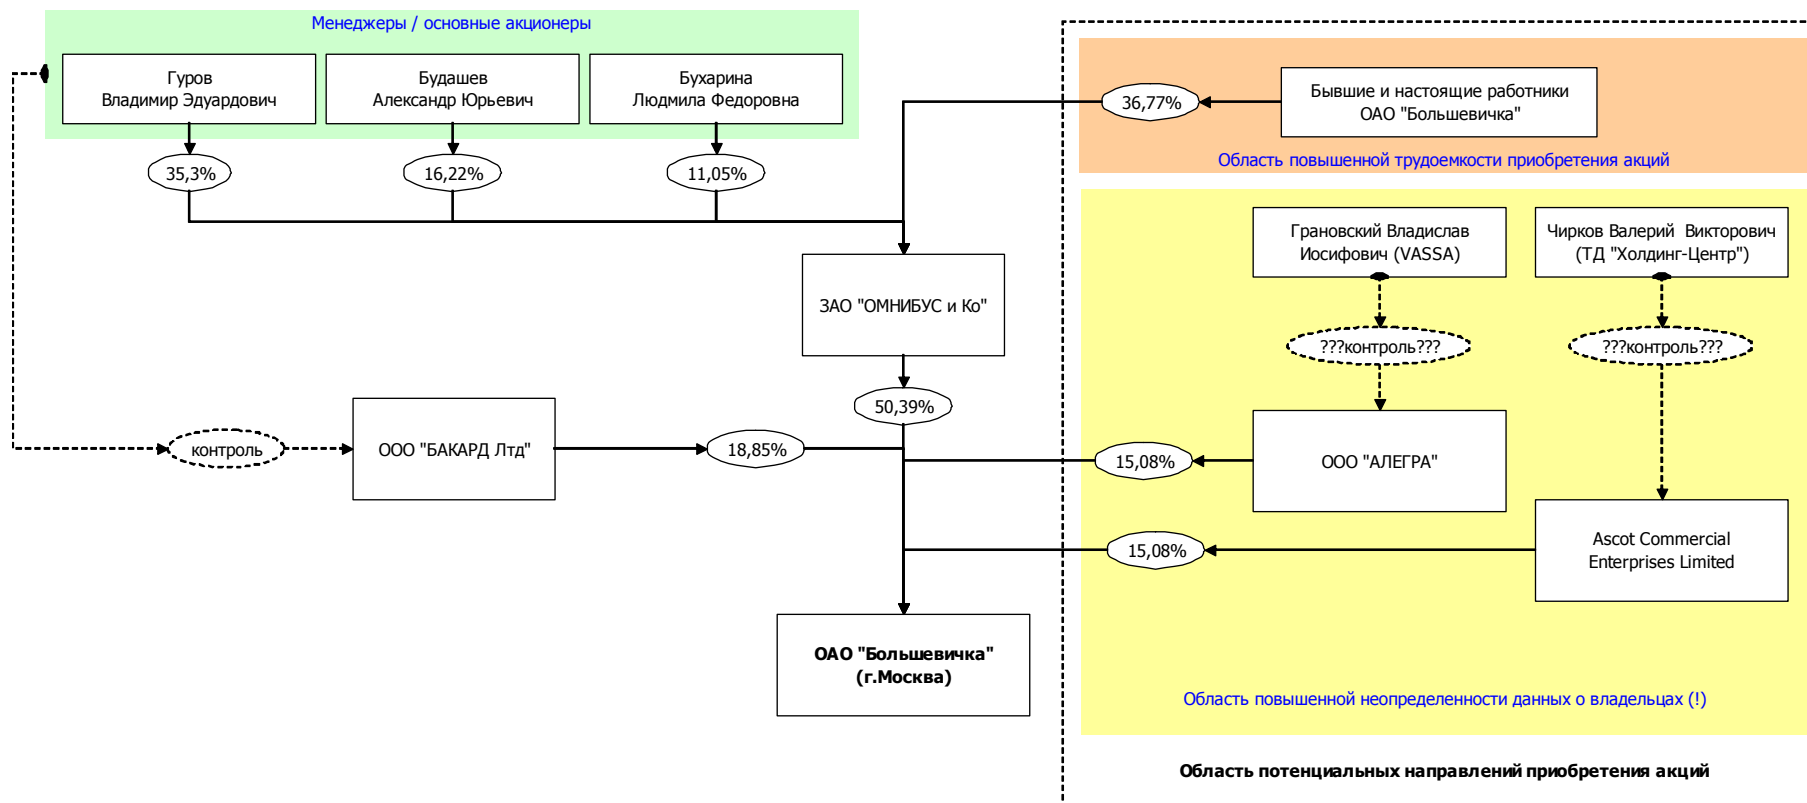 Менеджеры / основные акционеры
Гуров
Владимир Эдуардович
Будашев
Александр Юрьевич
Бухарина
Людмила Федоровна
35,3%
16,22%
11,05%
36,77%
Бывшие и настоящие работники
ОАО "Большевичка"
Область повышенной трудоемкости приобретения акций
Грановский Владислав
Иосифович (VASSA)
Чирков Валерий  Викторович
(ТД "Холдинг-Центр")
ЗАО "ОМНИБУС и Ко"
???контроль???
???контроль???
50,39%
контроль
ООО "БАКАРД Лтд"
18,85%
15,08%
ООО "АЛЕГРА"
15,08%
Ascot Commercial
Enterprises Limited
ОАО "Большевичка"
(г.Москва)
Область повышенной неопределенности данных о владельцах (!)
Область потенциальных направлений приобретения акций